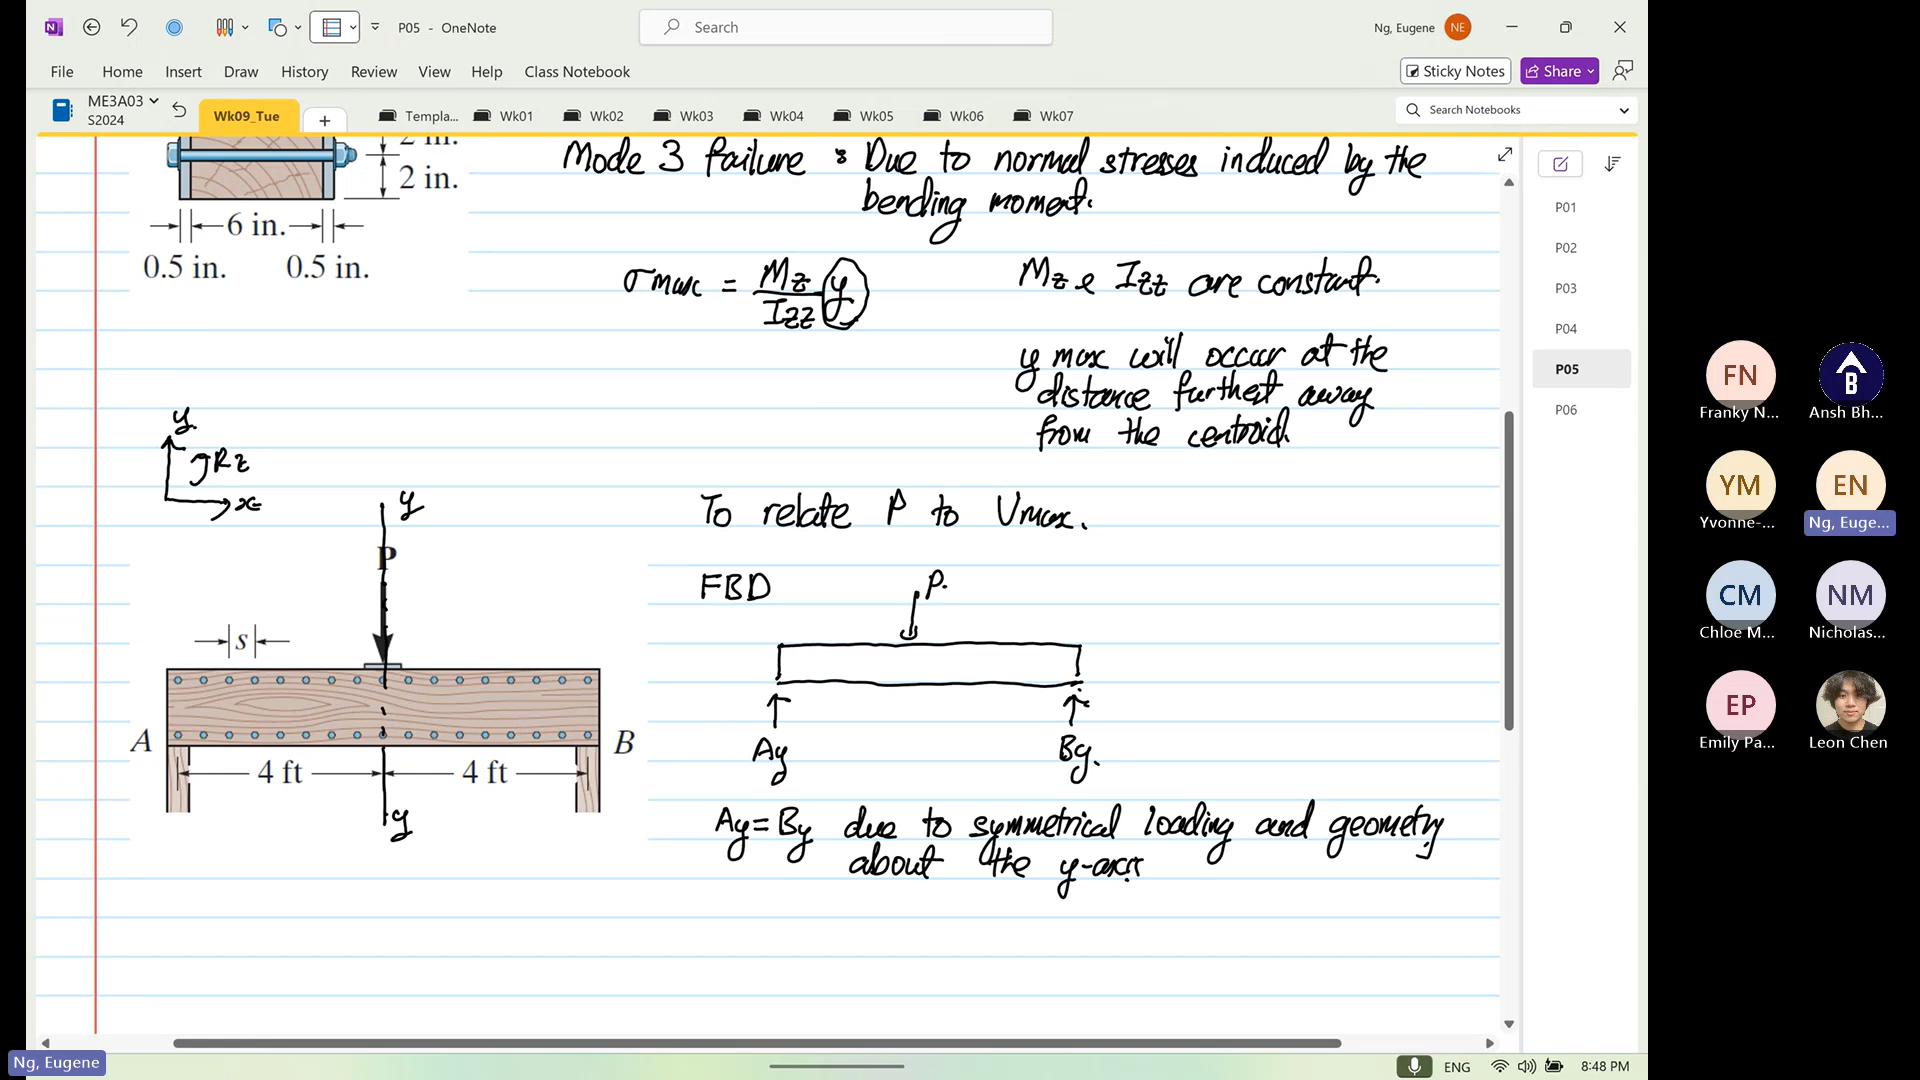 P05 - OneNote
Search
Ng, Eugene
NE
File
Home
Insert
Draw
History
Review
View
Help
Class Notebook
Sticky Notes
Share
ME3A03
S2024
Wk09_Tue
+
Templa...
Wk01
Wk02
Wk03
Wk04
Wk05
Wk06
Wk07
Search Notebooks
2 in.
2 in.
6 in.
0.5 in.
0.5 in.
Mode 3 failure : Due to normal stresses induced by the
bending moment.
σmax = Mz/Izz y
Mz & Izz are constant.
y max will occur at the
distance furthest away
from the centroid.
y
Rz
x
y
P
s
A
B
4 ft
4 ft
y
To relate P to Vmax.
FBD
P.
Ay
By.
Ay=By due to symmetrical loading and geometry
about the y-axis
P01
P02
P03
P04
P05
P06
FN
Franky N...
B
Ansh Bh...
YM
Yvonne-...
EN
Ng, Euge...
CM
Chloe M...
NM
Nicholas...
EP
Emily Pa...
Leon Chen
Ng, Eugene
ENG
8:48 PM